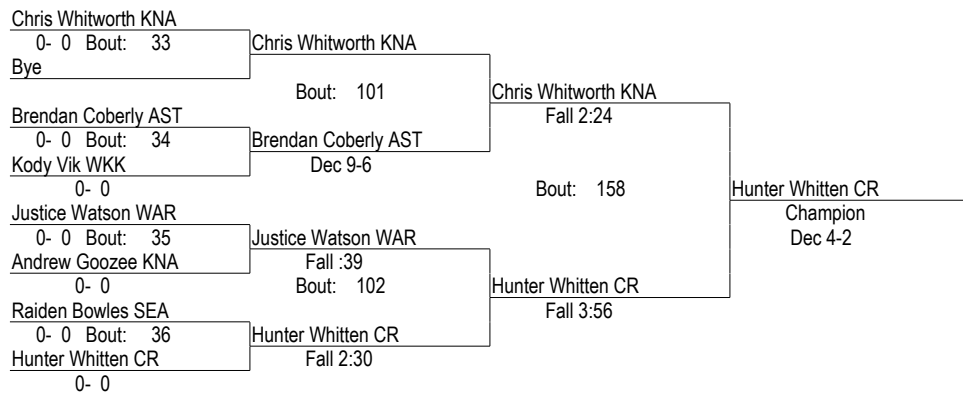 Chris Whitworth KNA
0- 0 Bout: 33
Chris Whitworth KNA
Bye
Bout: 101
Chris Whitworth KNA
Brendan Coberly AST
Fall 2:24
0- 0 Bout: 34
Brendan Coberly AST
Kody Vik WKK
Dec 9-6
0- 0
Bout: 158
Hunter Whitten CR
Justice Watson WAR
Champion
0- 0 Bout: 35
Justice Watson WAR
Dec 4-2
Andrew Goozee KNA
Fall :39
0- 0
Bout: 102
Hunter Whitten CR
Raiden Bowles SEA
Fall 3:56
0- 0 Bout: 36
Hunter Whitten CR
Hunter Whitten CR
Fall 2:30
0- 0